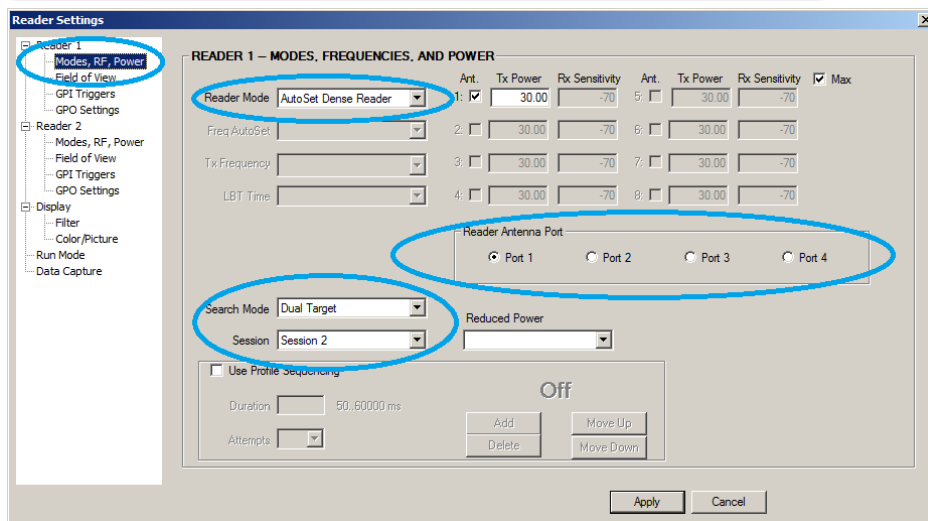 Reader Settings
Reader 1
Modes, RF, Power
Field of View
GPI Triggers
GPO Settings
Reader 2
Modes, RF, Power
Field of View
GPI Triggers
GPO Settings
Display
Filter
Color/Picture
Run Mode
Data Capture
READER 1 – MODES, FREQUENCIES, AND POWER
Ant. Tx Power Rx Sensitivity Ant. Tx Power Rx Sensitivity Max
Reader Mode AutoSet Dense Reader 1: 30.00 -70 5: 30.00 -70
Freq AutoSet 2: 30.00 -70 6: 30.00 -70
Tx Frequency 3: 30.00 -70 7: 30.00 -70
LBT Time 4: 30.00 -70 8: 30.00 -70
Reader Antenna Port
Port 1 Port 2 Port 3 Port 4
Search Mode Dual Target
Reduced Power
Session Session 2
Use Profile Sequencing
Off
Duration 50..60000 ms
Add Move Up
Attempts
Delete Move Down
Apply Cancel